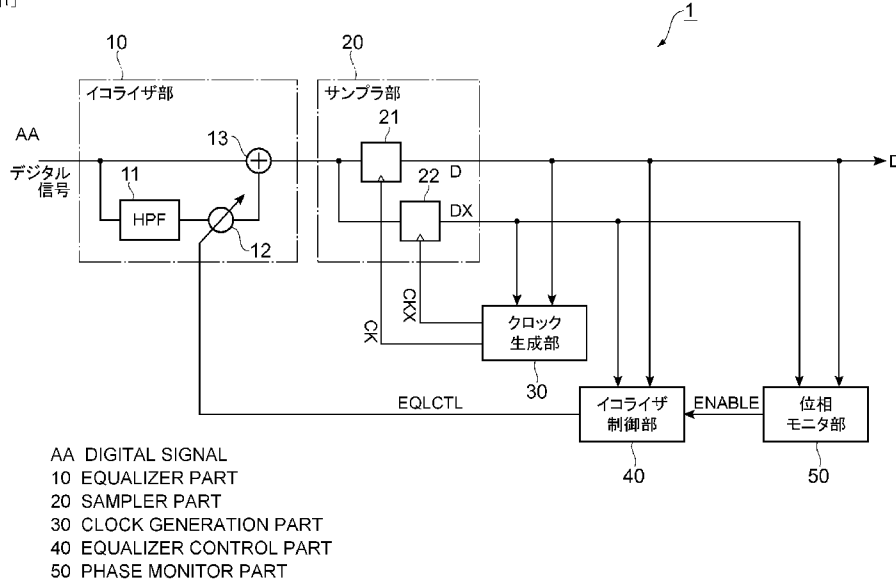 1
10
20
イコライザ部
サンプラ部
AA
デジタル
信号
13
21
D
D
11
HPF
12
22
DX
CK
CKX
クロック
生成部
30
EQLCTL
イコライザ
制御部
ENABLE
位相
モニタ部
40
50
AA DIGITAL SIGNAL
10 EQUALIZER PART
20 SAMPLER PART
30 CLOCK GENERATION PART
40 EQUALIZER CONTROL PART
50 PHASE MONITOR PART